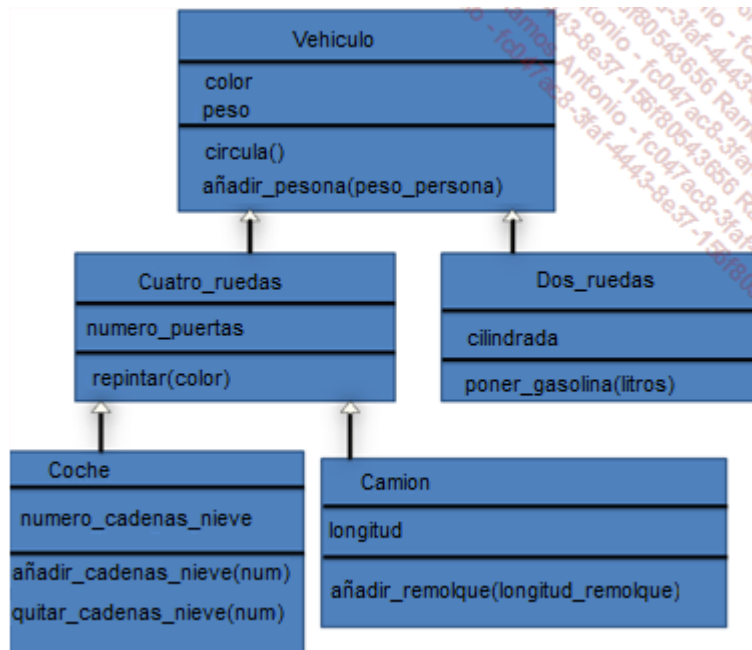 Vehiculo
color
peso
circula()
añadir_pesona(peso_persona)
Cuatro_ruedas
numero_puertas
repintar(color)
Dos_ruedas
cilindrada
poner_gasolina(litros)
Coche
numero_cadenas_nieve
añadir_cadenas_nieve(num)
quitar_cadenas_nieve(num)
Camion
longitud
añadir_remolque(longitud_remolque)